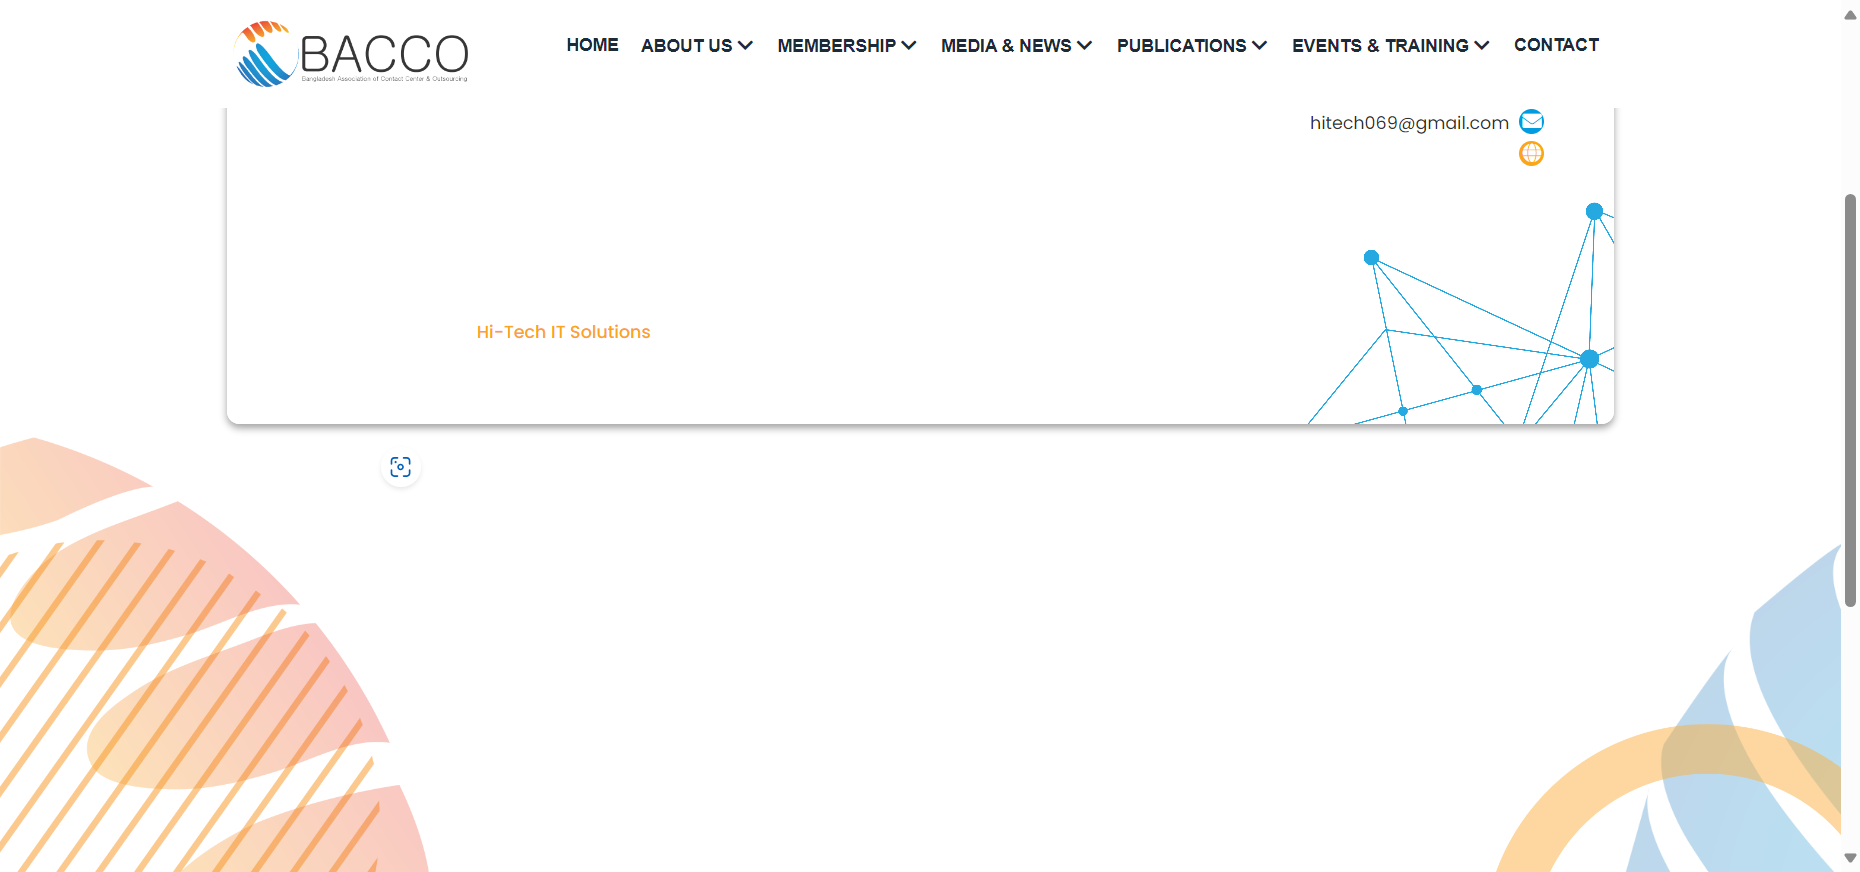 BACCO
Bangladesh Association of Contact Center & Outsourcing
HOME ABOUT US MEMBERSHIP MEDIA & NEWS PUBLICATIONS EVENTS & TRAINING CONTACT
hitech069@gmail.com
Hi-Tech IT Solutions